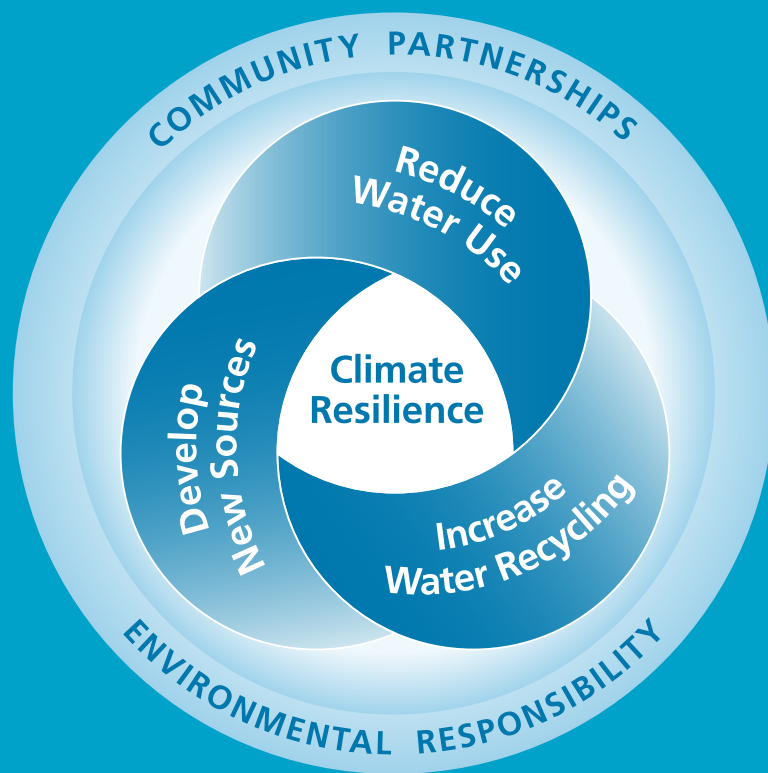 COMMUNITY PARTNERSHIPS
Reduce
Water Use
Climate
Resilience
Develop
New Sources
Increase
Water Recycling
ENVIRONMENTAL RESPONSIBILITY